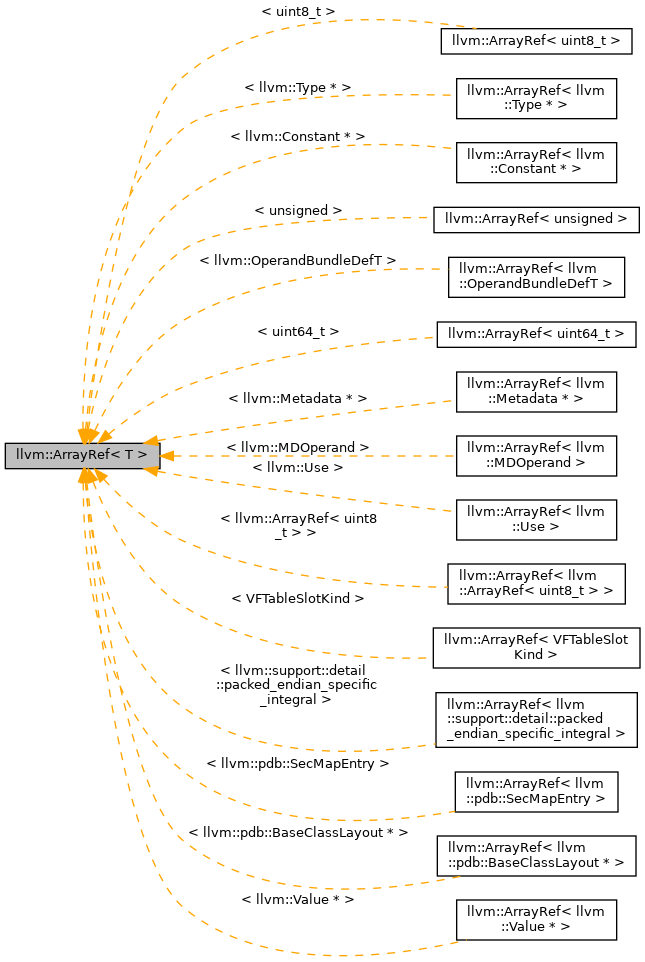 < uint8_t >
llvm::ArrayRef< uint8_t >
< llvm::Type * >
llvm::ArrayRef< llvm
::Type * >
< llvm::Constant * >
llvm::ArrayRef< llvm
::Constant * >
< unsigned >
llvm::ArrayRef< unsigned >
< llvm::OperandBundleDefT >
llvm::ArrayRef< llvm
::OperandBundleDefT >
< uint64_t >
llvm::ArrayRef< uint64_t >
< llvm::Metadata * >
llvm::ArrayRef< llvm
::Metadata * >
llvm::ArrayRef< T >
< llvm::MDOperand >
llvm::ArrayRef< llvm
::MDOperand >
< llvm::Use >
llvm::ArrayRef< llvm
::Use >
< llvm::ArrayRef< uint8
_t > >
llvm::ArrayRef< llvm
::ArrayRef< uint8_t > >
< VFTableSlotKind >
llvm::ArrayRef< VFTableSlot
Kind >
< llvm::support::detail
::packed_endian_specific
_integral >
llvm::ArrayRef< llvm
::support::detail::packed
_endian_specific_integral >
< llvm::pdb::SecMapEntry >
llvm::ArrayRef< llvm
::pdb::SecMapEntry >
< llvm::pdb::BaseClassLayout * >
llvm::ArrayRef< llvm
::pdb::BaseClassLayout * >
< llvm::Value * >
llvm::ArrayRef< llvm
::Value * >